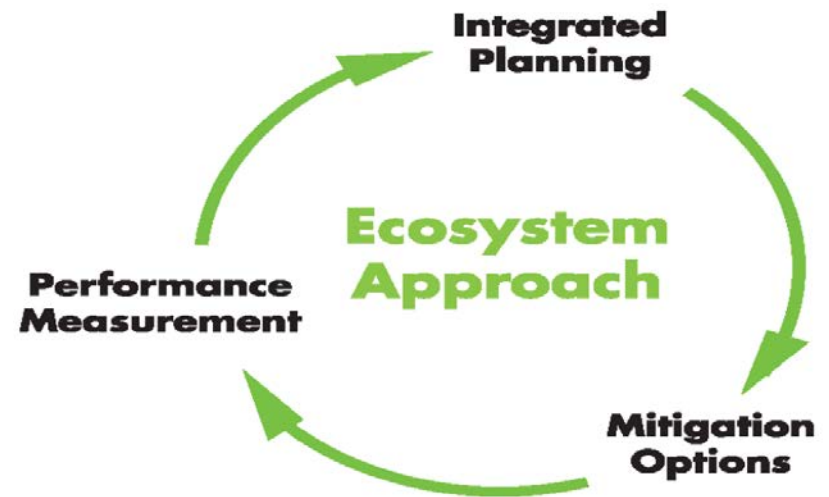 Integrated
Planning
Ecosystem
Approach
Performance
Measurement
Mitigation
Options